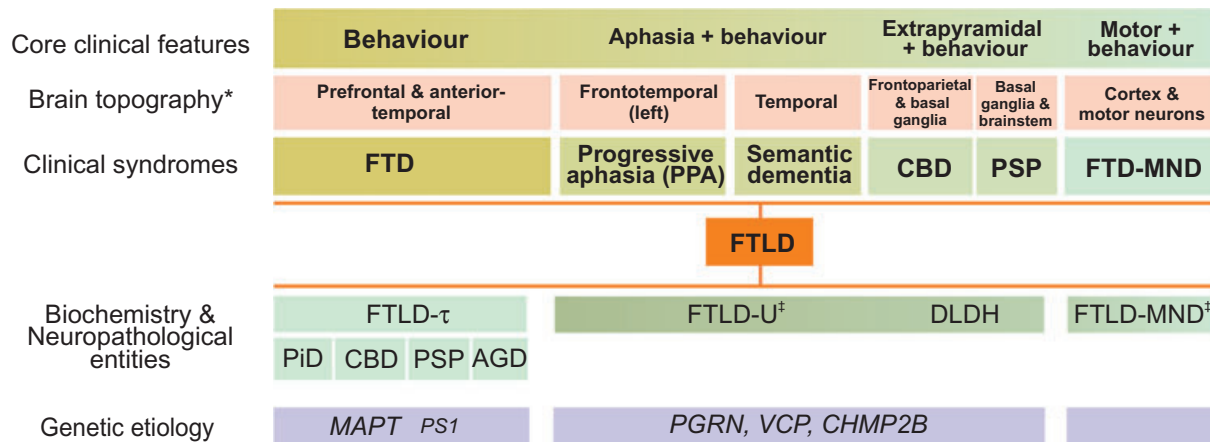 Core clinical features
Behaviour
Aphasia + behaviour
Extrapyramidal
+ behaviour
Motor +
behaviour
Brain topography*
Prefrontal & anterior-
temporal
Frontotemporal
(left)
Temporal
Frontoparietal
& basal
ganglia
Basal
ganglia &
brainstem
Cortex &
motor neurons
Clinical syndromes
FTD
Progressive
aphasia (PPA)
Semantic
dementia
CBD
PSP
FTD-MND
FTLD
Biochemistry &
Neuropathological
entities
FTLD-τ
FTLD-U‡
DLDH
FTLD-MND‡
PiD
CBD
PSP
AGD
Genetic etiology
MAPT
PS1
PGRN, VCP, CHMP2B